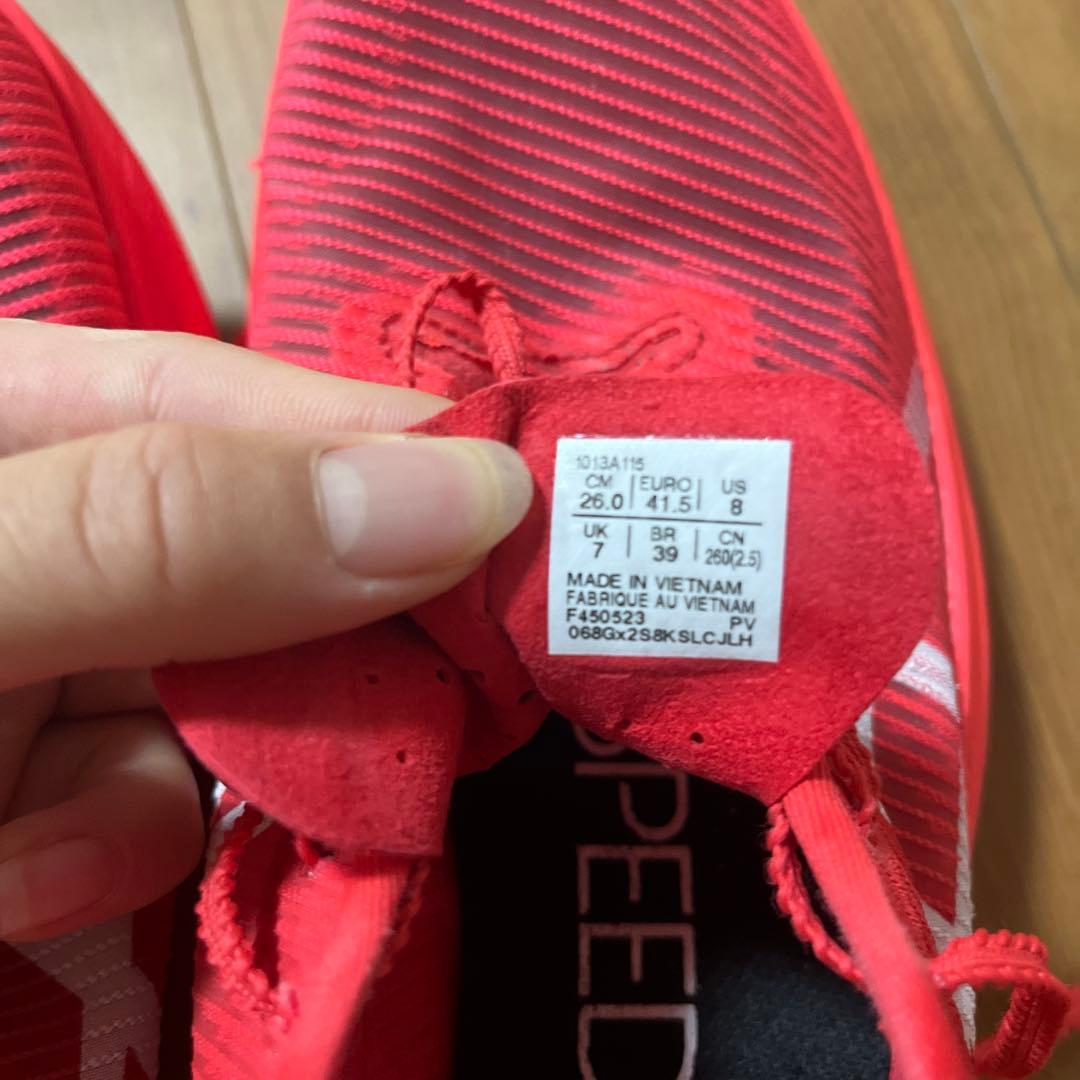 1013A115
CM EURO US
26.0 41.5 8
UK BR CN
7 39 260(2.5)
MADE IN VIETNAM
FABRIQUE AU VIETNAM
F450523 PV
068Gx2S8KSLCJLH
SPEED